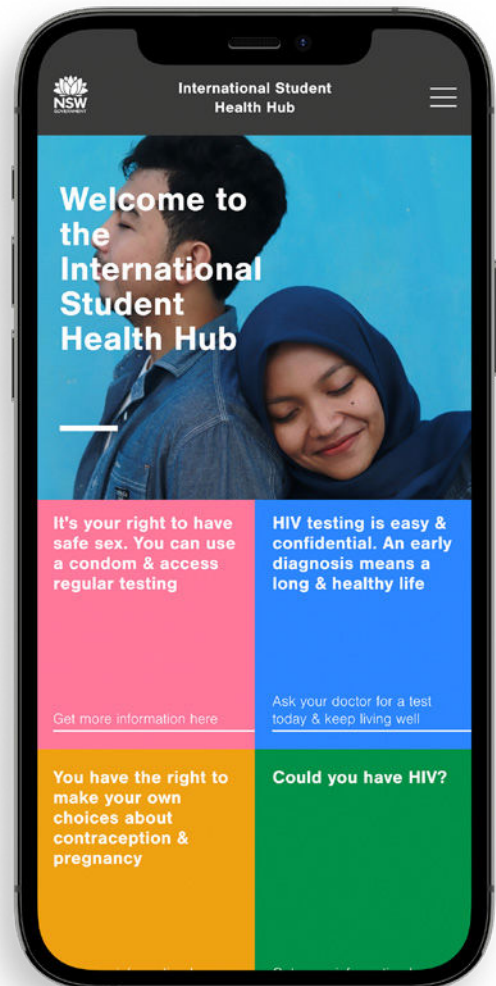 NSW
GOVERNMENT
International Student
Health Hub
Welcome to
the
International
Student
Health Hub
It's your right to have
safe sex. You can use
a condom & access
regular testing
Get more information here
HIV testing is easy &
confidential. An early
diagnosis means a
long & healthy life
Ask your doctor for a test
today & keep living well
You have the right to
make your own
choices about
contraception &
pregnancy
Could you have HIV?